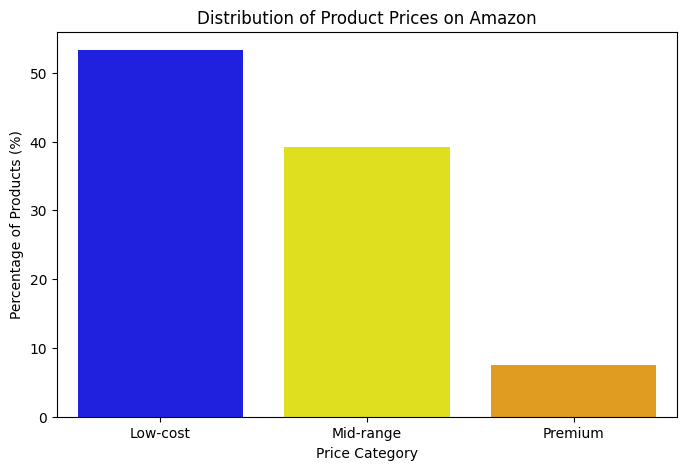 Distribution of Product Prices on Amazon
Percentage of Products (%)
50
40
30
20
10
0
Low-cost Mid-range Premium
Price Category